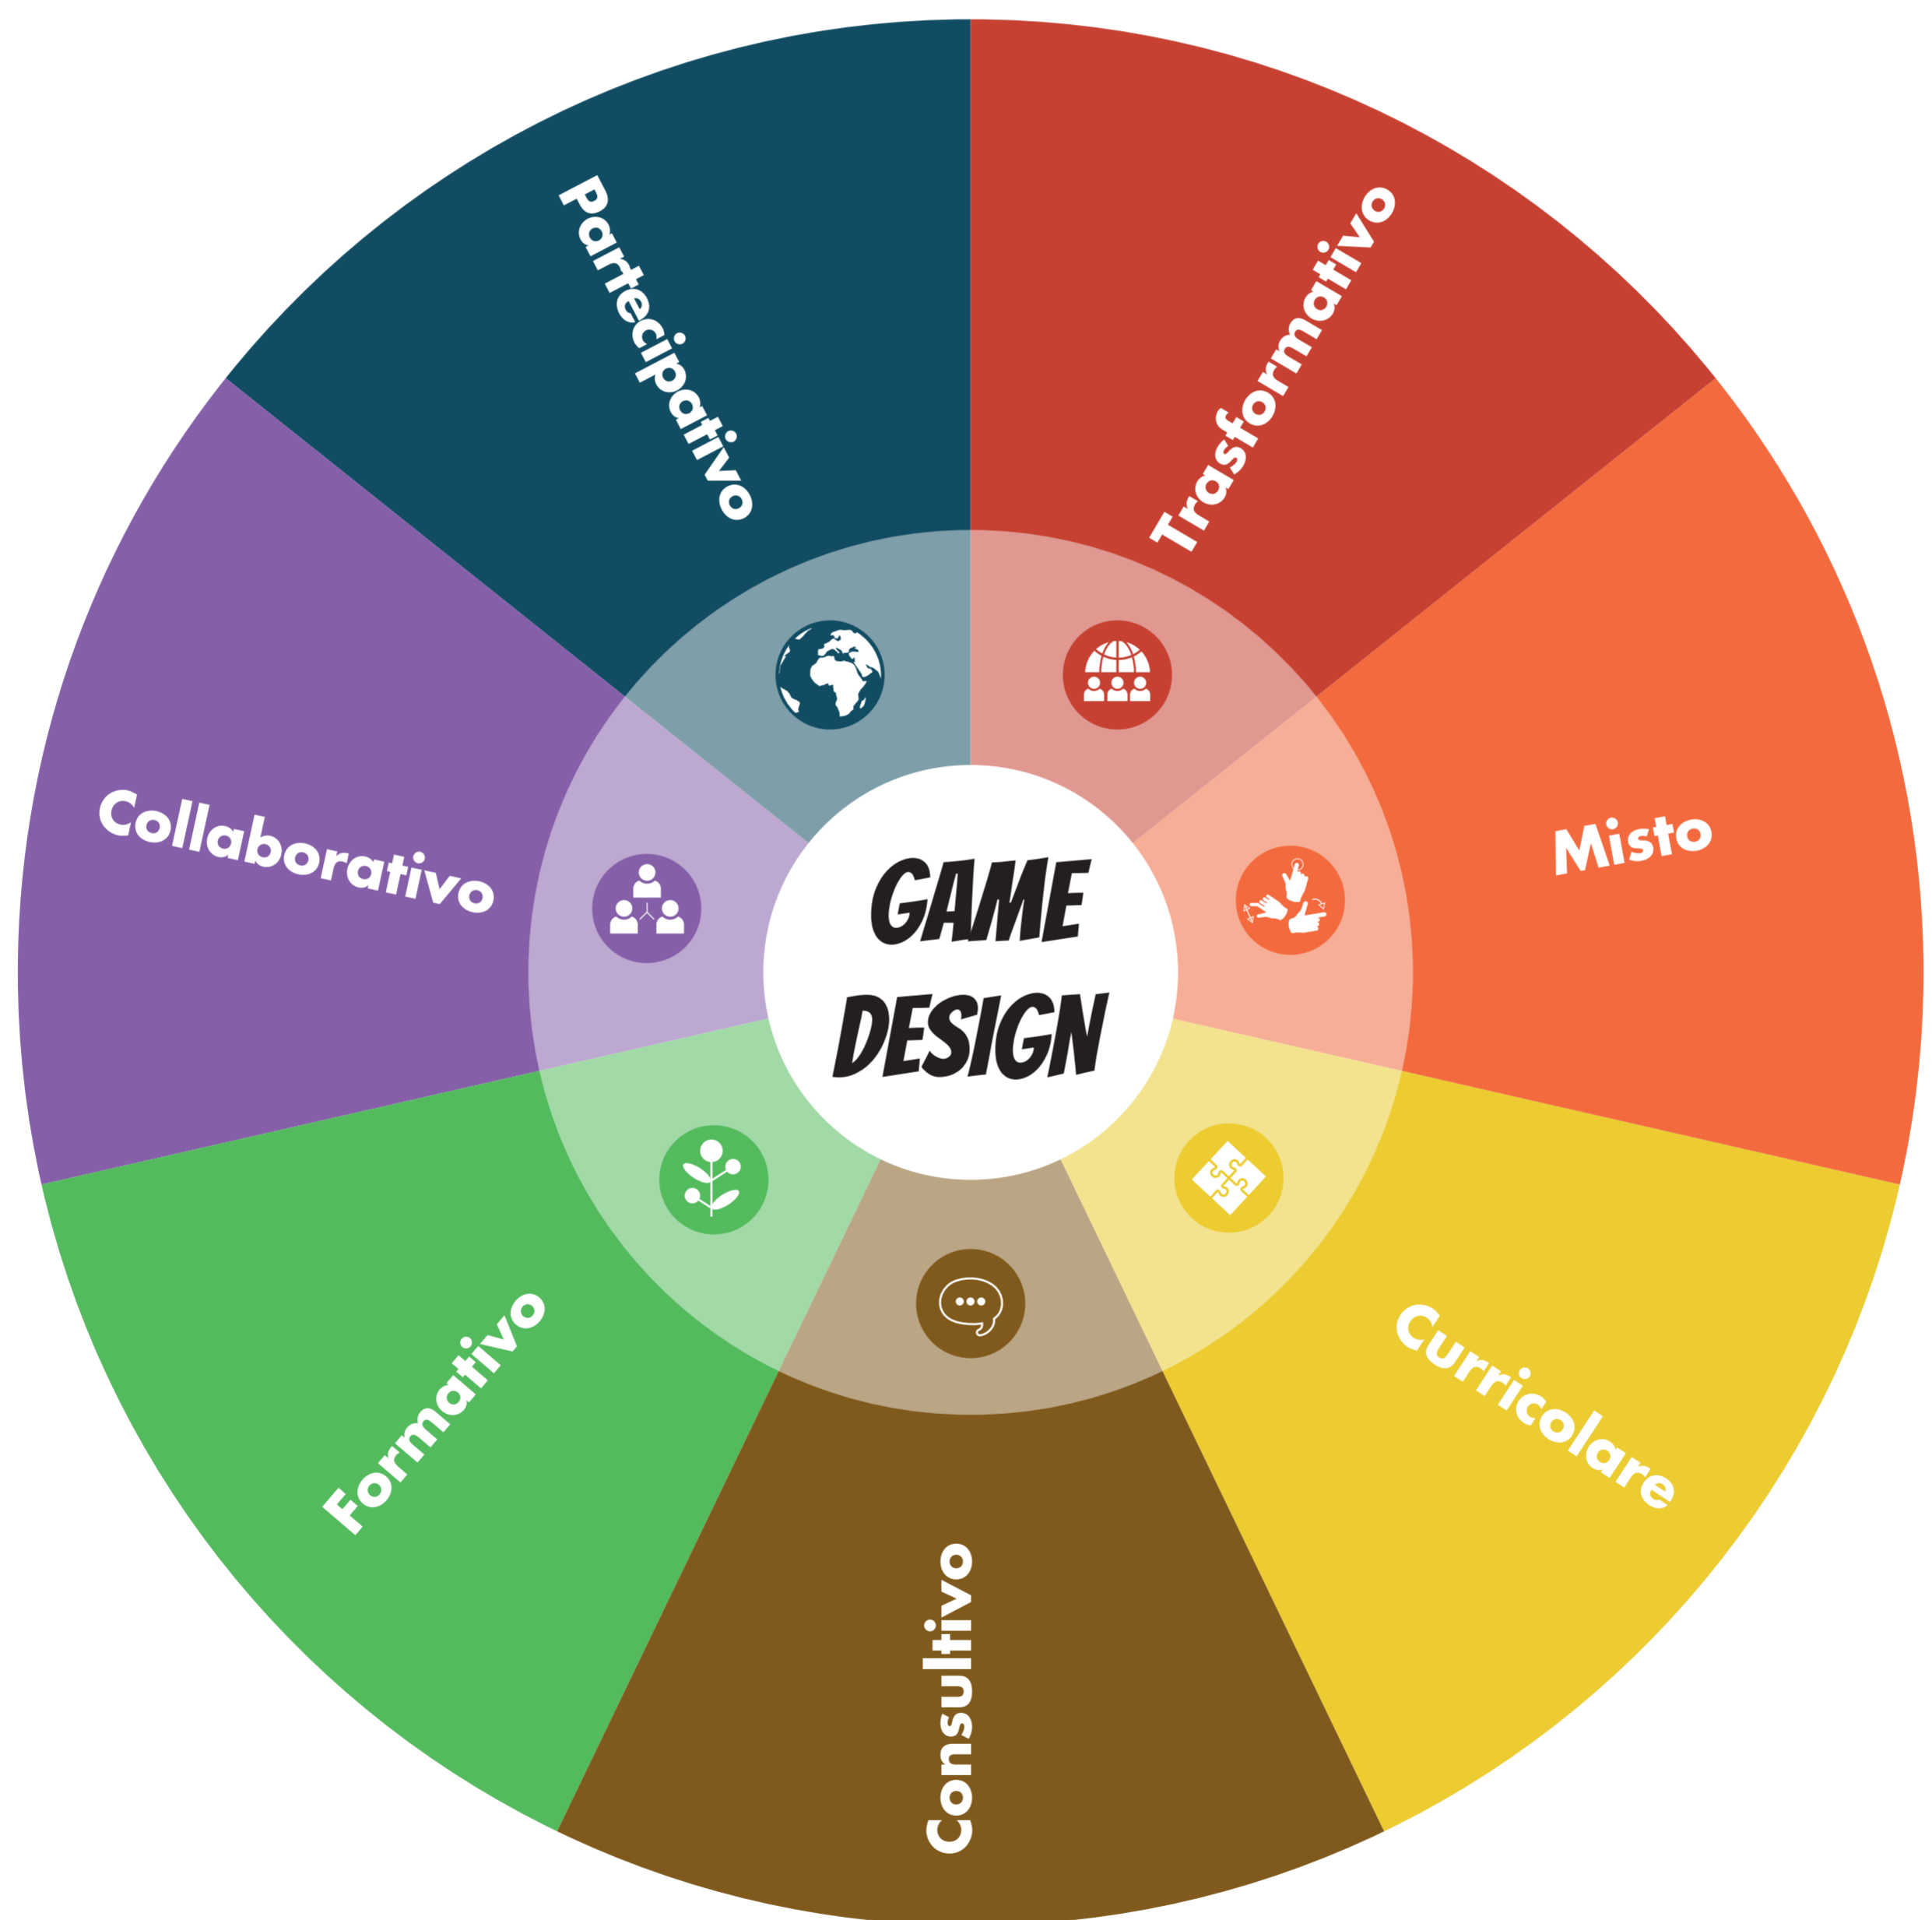 GAME
DESIGN
Trasformativo
Misto
Curricolare
Consultivo
Formativo
Collaborativo
Partecipativo